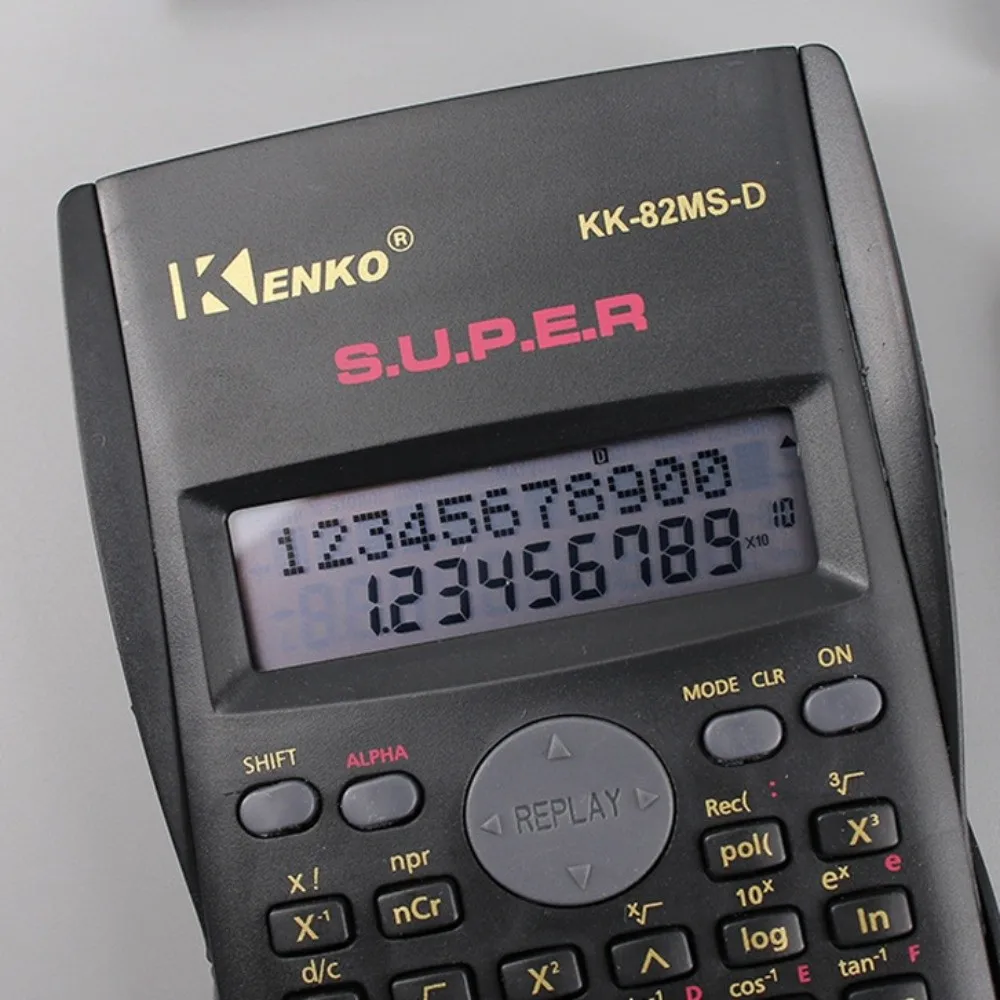 KENKO®
KK-82MS-D
S.U.P.E.R
D
12345678900
1.23456789 x10 10
MODE CLR ON
SHIFT ALPHA
REPLAY
Rec( : ³√
pol( X³
X! npr
X⁻¹ nCr
ˣ√ 10ˣ eˣ e
√ X² ^ log ln
d/c
D cos⁻¹ E tan⁻¹ F